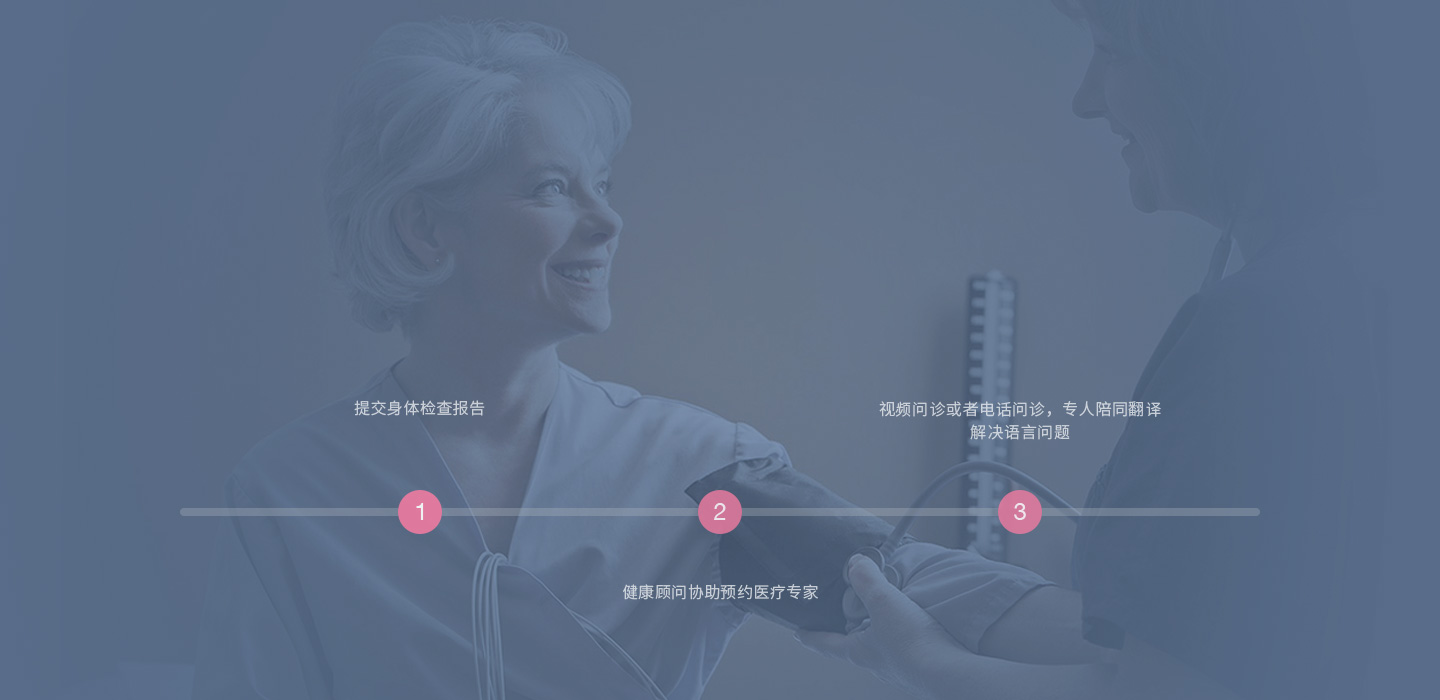 提交身体检查报告
视频问诊或者电话问诊，专人陪同翻译
解决语言问题
1
2
3
健康顾问协助预约医疗专家